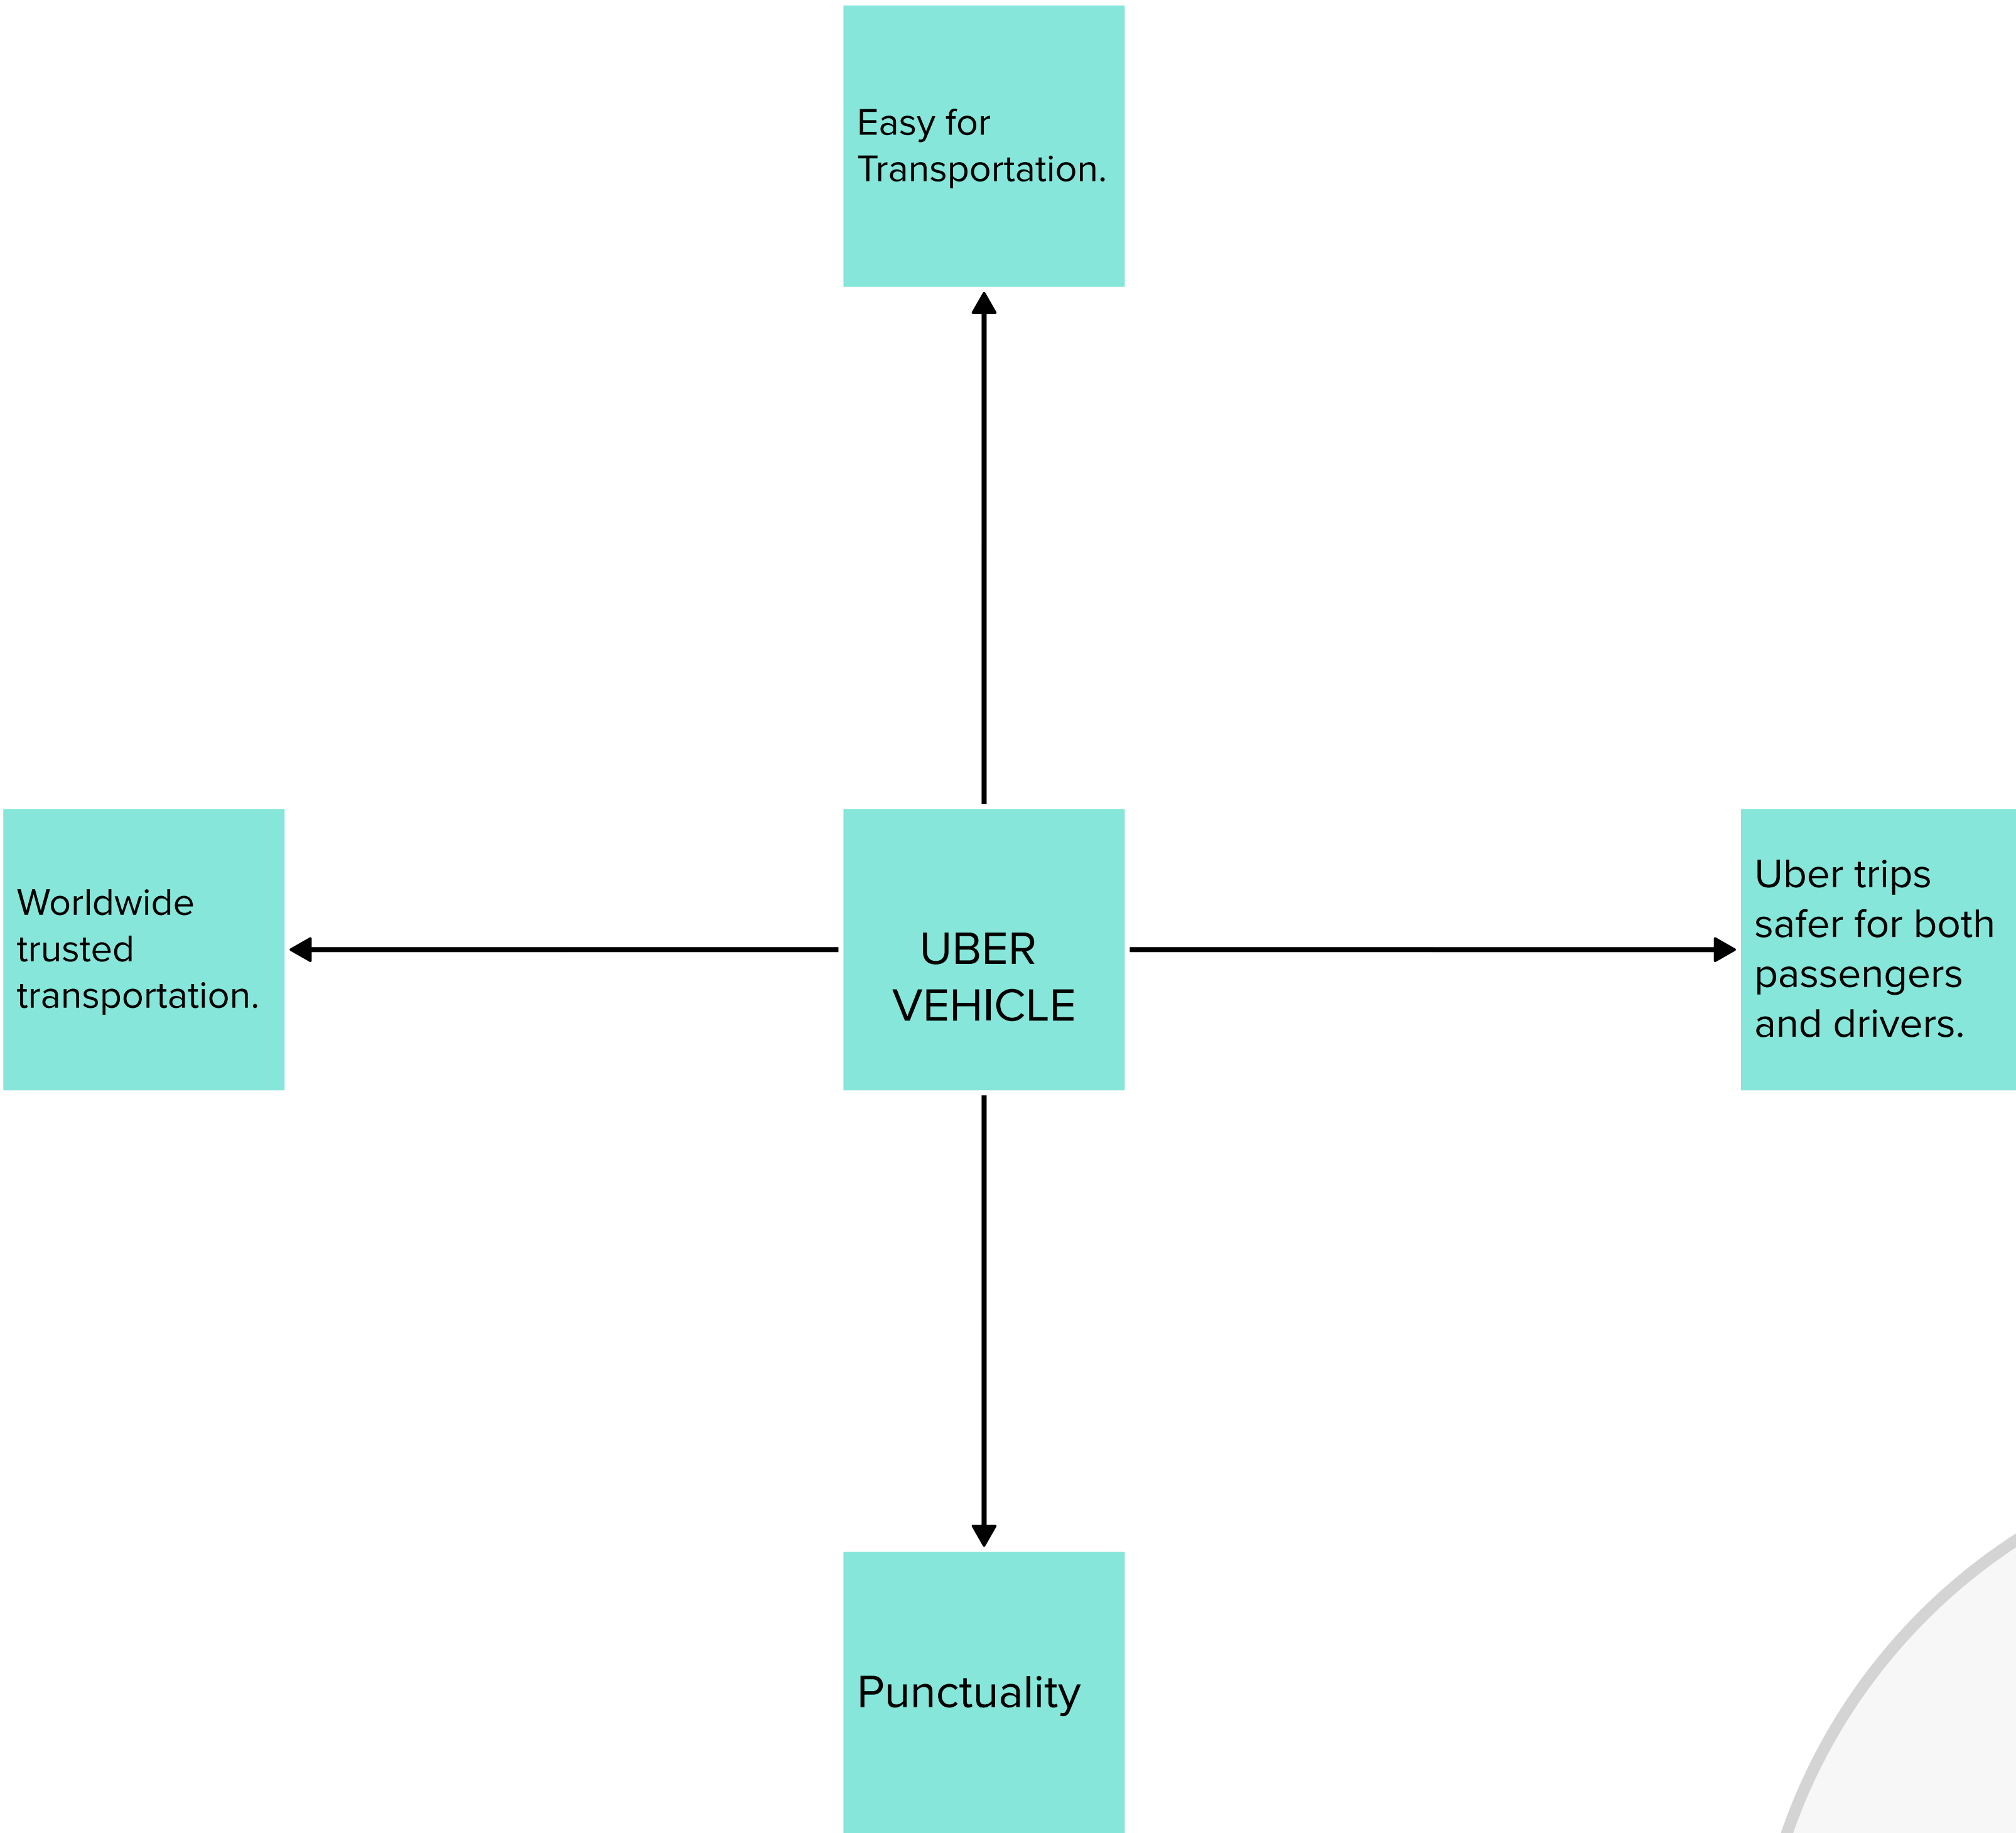 Easy for
Transportation.
Worldwide
trusted
transportation.
UBER
VEHICLE
Uber trips
safer for both
passengers
and drivers.
Punctuality